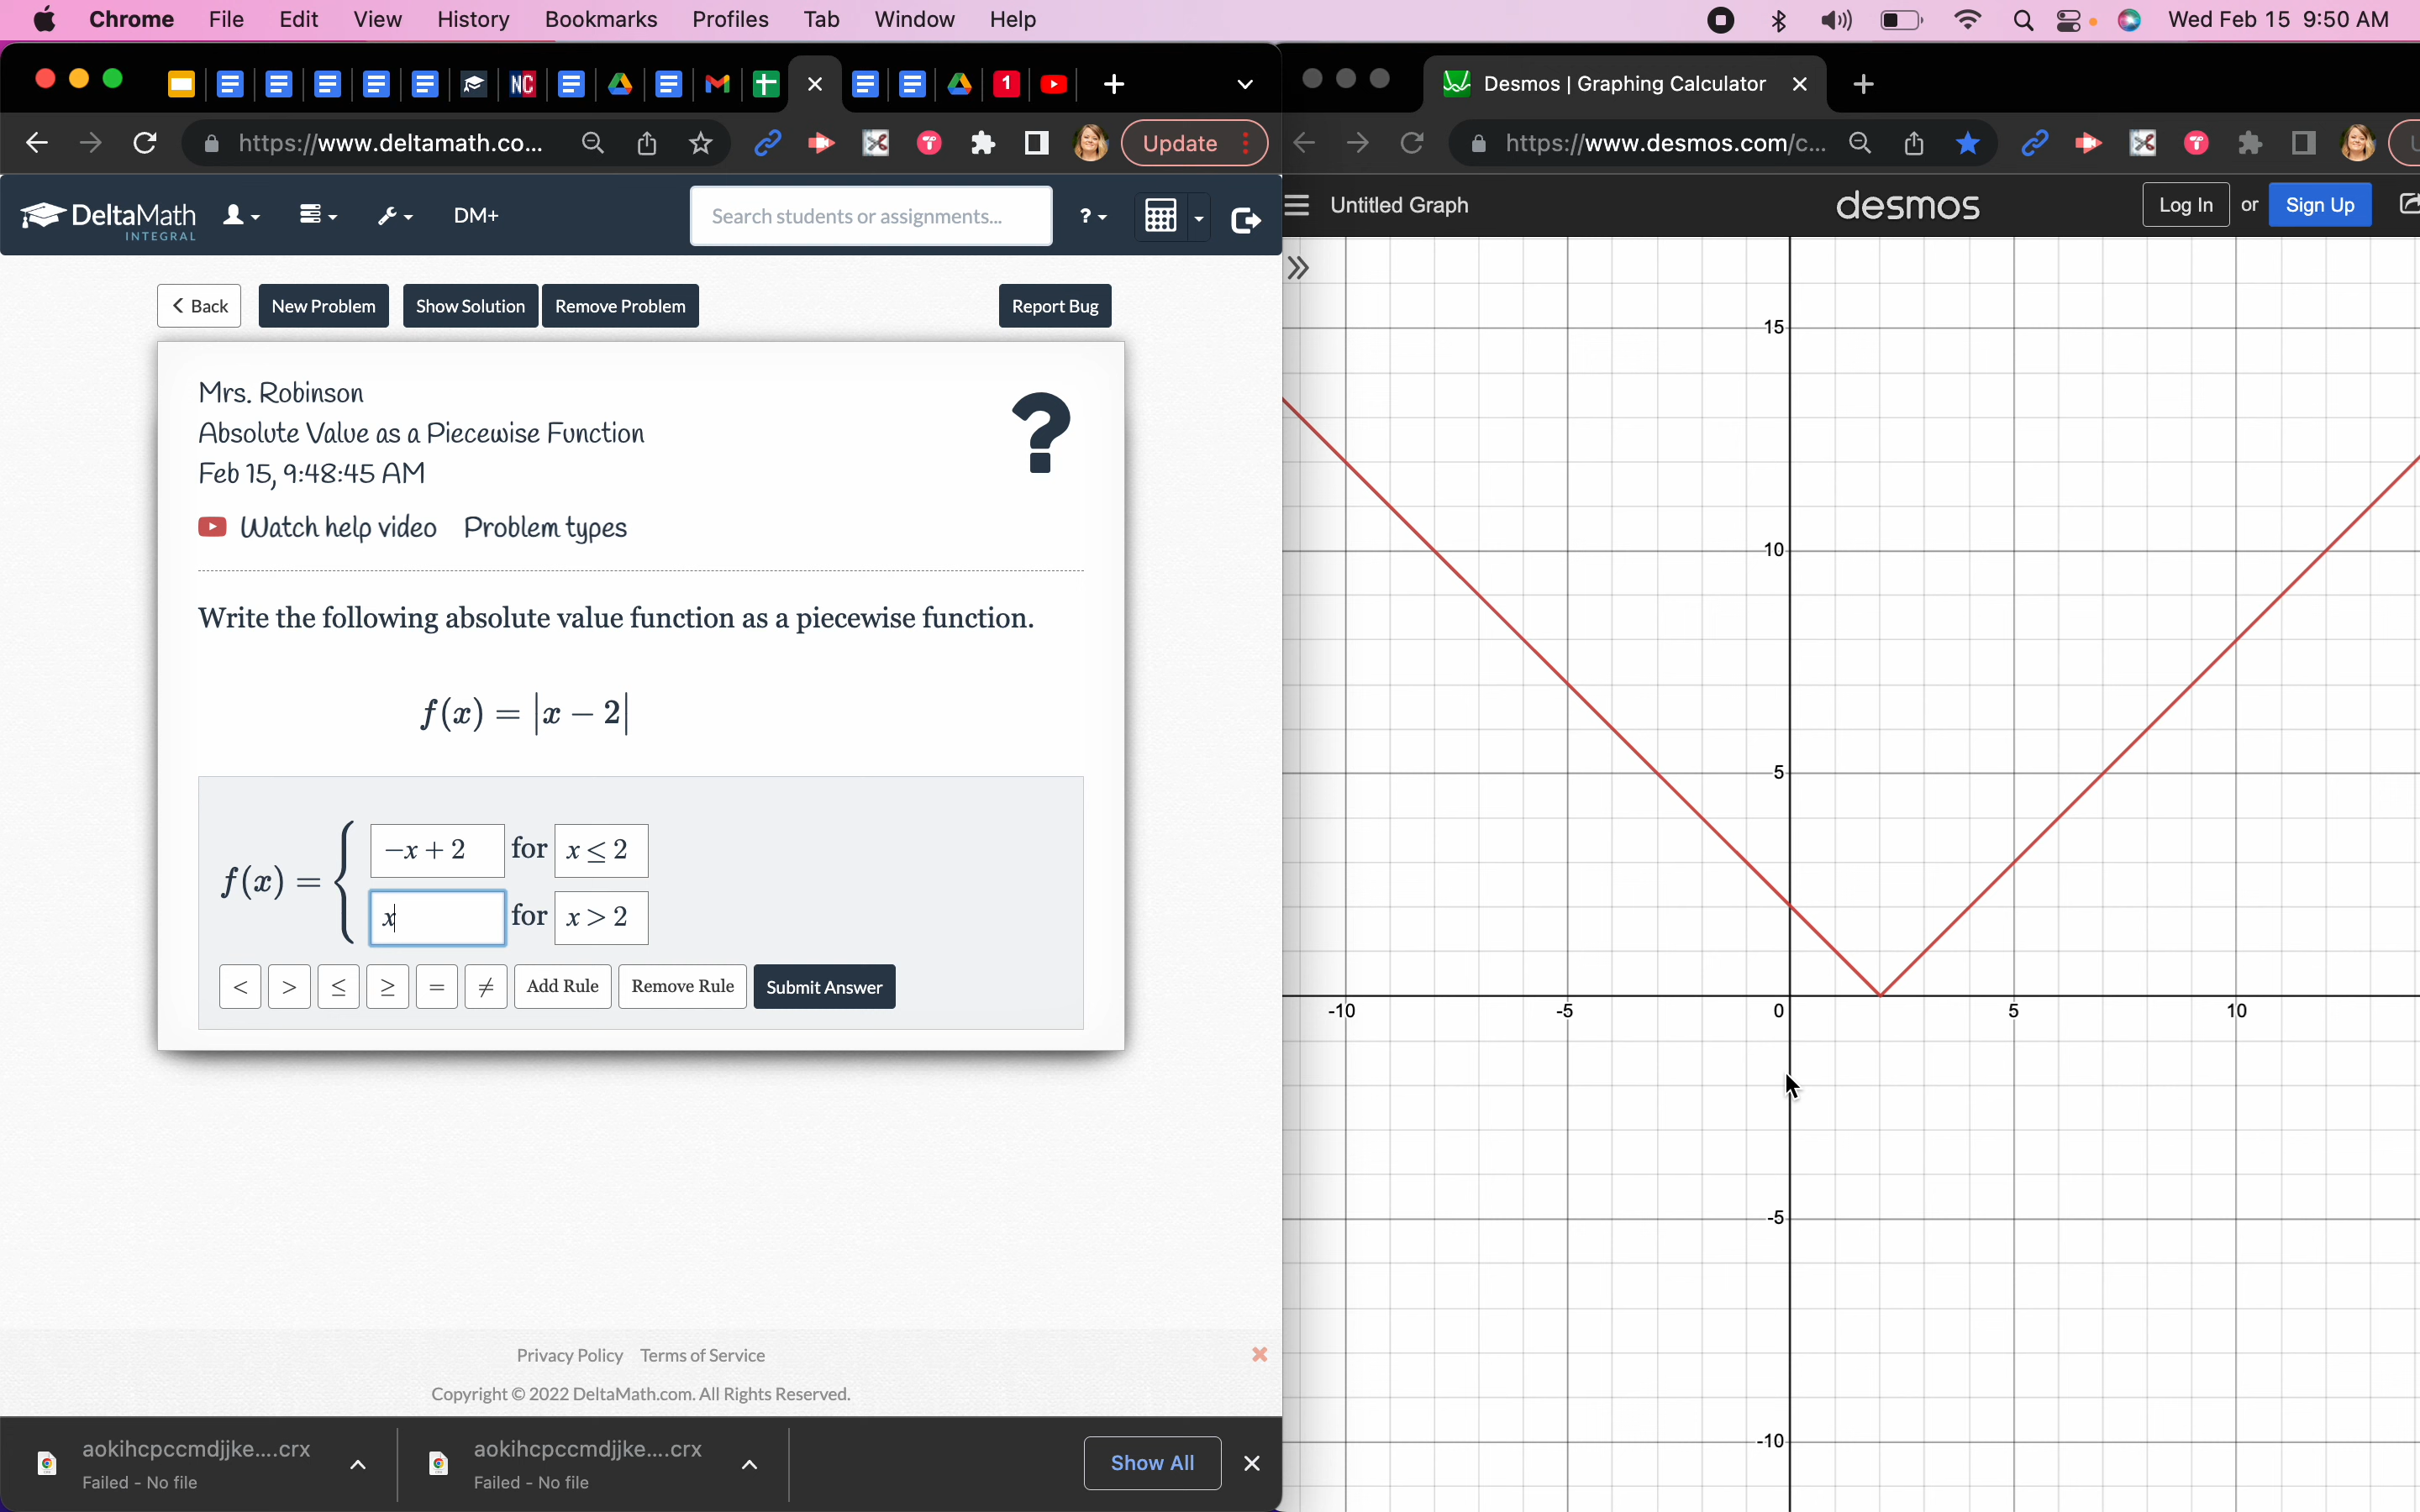 Chrome File Edit View History Bookmarks Profiles Tab Window Help Wed Feb 15 9:50 AM
NC 1 Desmos | Graphing Calculator
https://www.deltamath.co... Update https://www.desmos.com/c...
DeltaMath INTEGRAL DM+ Search students or assignments... ?
Untitled Graph desmos Log In or Sign Up
Back New Problem Show Solution Remove Problem Report Bug
Mrs. Robinson
Absolute Value as a Piecewise Function
Feb 15, 9:48:45 AM
?
Watch help video Problem types
Write the following absolute value function as a piecewise function.
f(x) = |x − 2|
f(x) = { −x + 2 for x ≤ 2
x for x > 2
< > ≤ ≥ = ≠ Add Rule Remove Rule Submit Answer
15
10
5
-10 -5 0 5 10
-5
-10
Privacy Policy Terms of Service
Copyright © 2022 DeltaMath.com. All Rights Reserved.
aokihcpccmdjjke....crx
Failed - No file
aokihcpccmdjjke....crx
Failed - No file
Show All